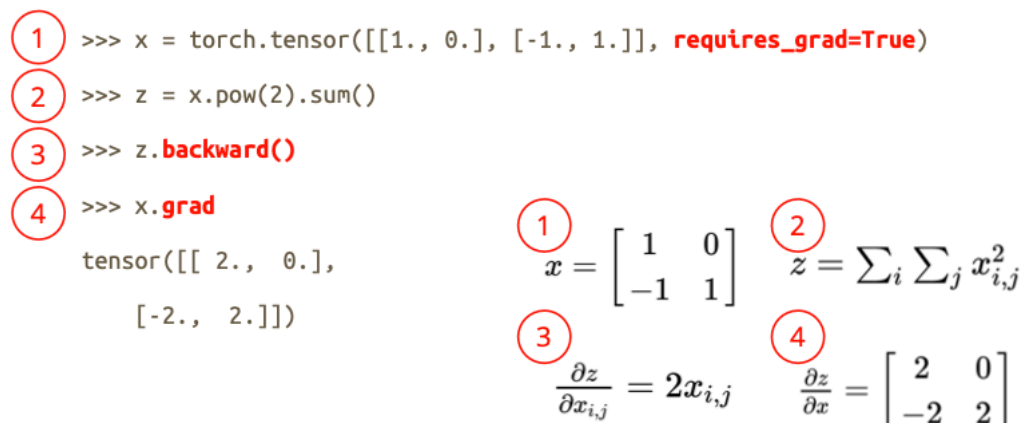 1 >>> x = torch.tensor([[1., 0.], [-1., 1.]], requires_grad=True)
2 >>> z = x.pow(2).sum()
3 >>> z.backward()
4 >>> x.grad
tensor([[ 2., 0.],
[-2., 2.]])
1 x = [ 1 0
-1 1 ]
2 z = ∑_i ∑_j x²_{i,j}
3 ∂z/∂x_{i,j} = 2x_{i,j}
4 ∂z/∂x = [ 2 0
-2 2 ]